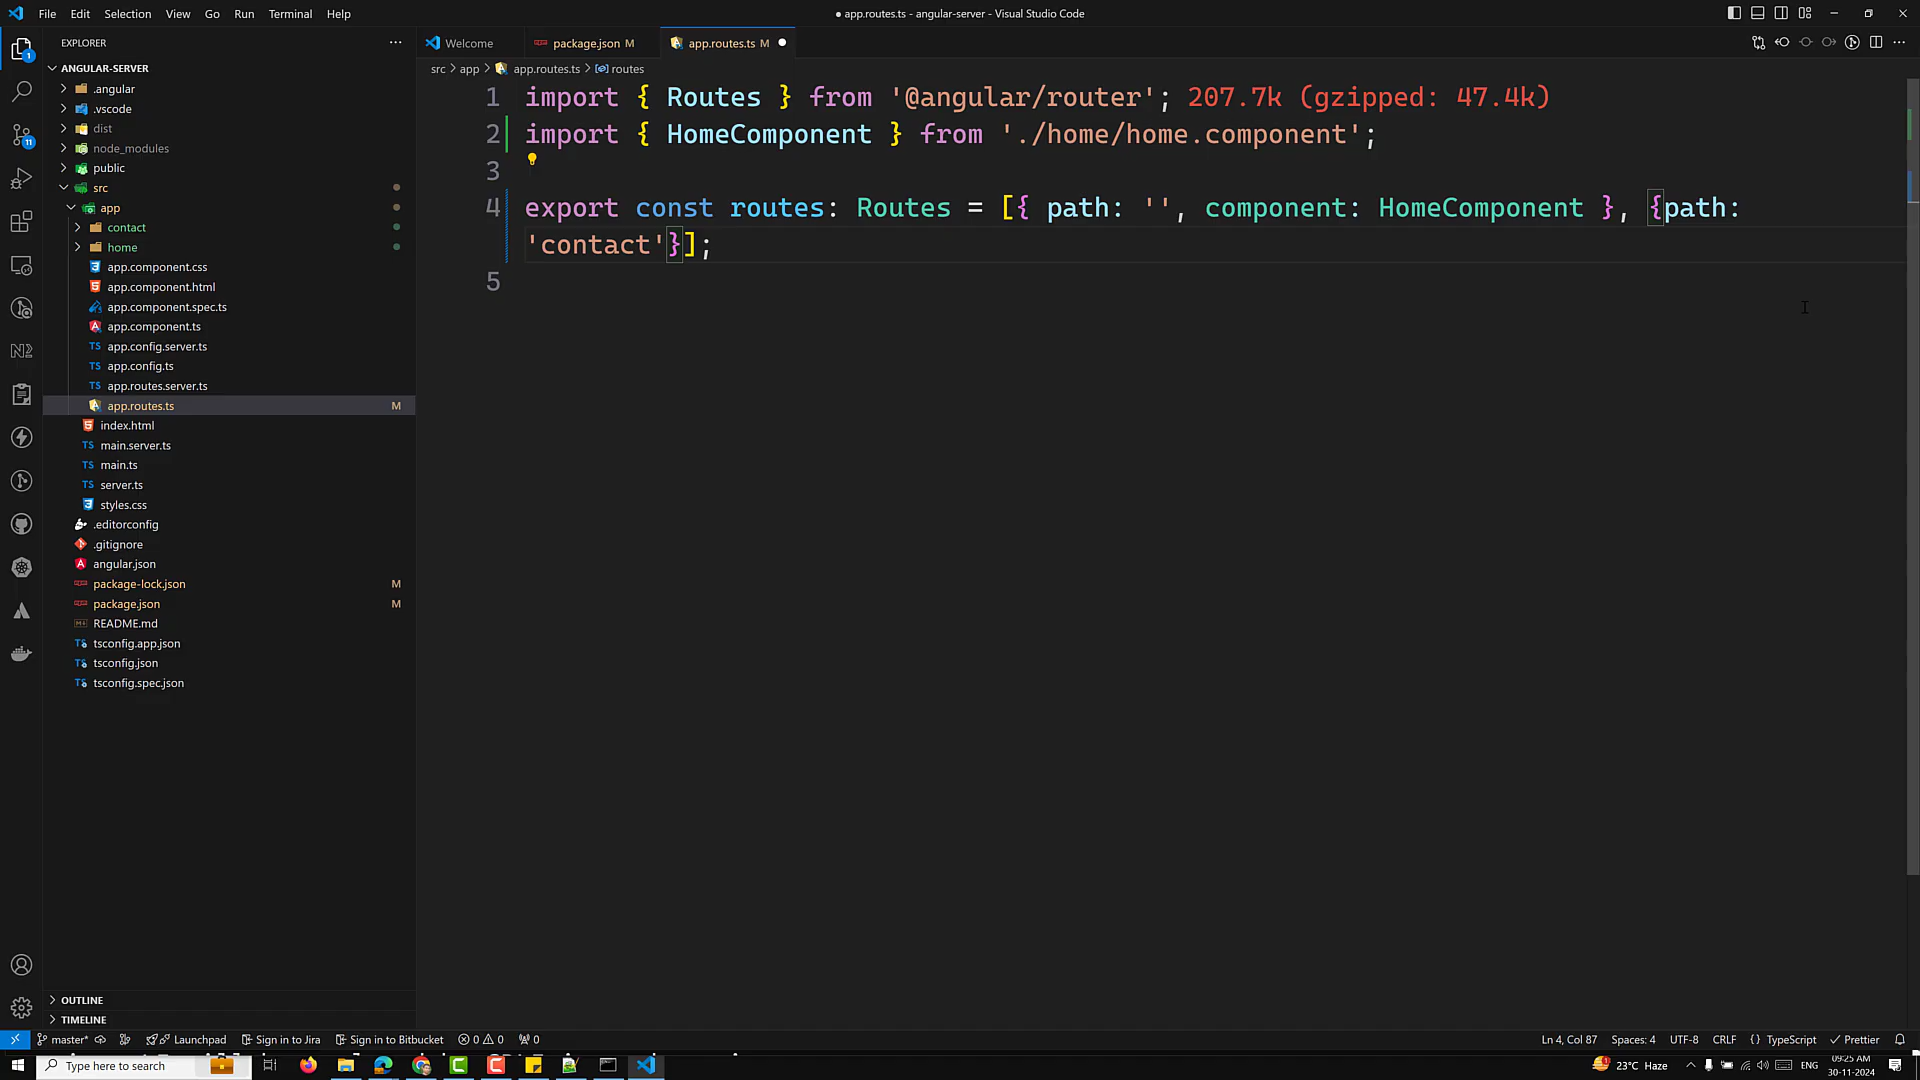 File Edit Selection View Go Run Terminal Help
● app.routes.ts - angular-server - Visual Studio Code
EXPLORER
Welcome
package.json M
app.routes.ts M
ANGULAR-SERVER
src > app > app.routes.ts > routes
.angular
.vscode
dist
node_modules
public
src
app
contact
home
app.component.css
app.component.html
app.component.spec.ts
app.component.ts
app.config.server.ts
app.config.ts
app.routes.server.ts
app.routes.ts M
index.html
main.server.ts
main.ts
server.ts
styles.css
.editorconfig
.gitignore
angular.json
package-lock.json M
package.json M
README.md
tsconfig.app.json
tsconfig.json
tsconfig.spec.json
OUTLINE
TIMELINE
1 import { Routes } from '@angular/router'; 207.7k (gzipped: 47.4k)
2 import { HomeComponent } from './home/home.component';
3
4 export const routes: Routes = [{ path: '', component: HomeComponent }, {path:
'contact'}];
5
1
11
master* Launchpad Sign in to Jira Sign in to Bitbucket 0 0 0
Ln 4, Col 87 Spaces: 4 UTF-8 CRLF {} TypeScript Prettier
Type here to search
23°C Haze
ENG
09:25 AM
30-11-2024